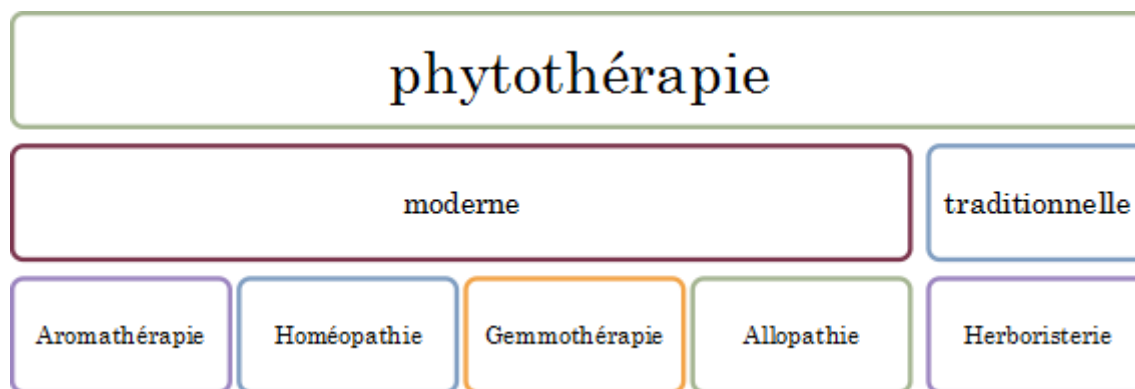 phytothérapie
moderne
traditionnelle
Aromathérapie
Homéopathie
Gemmothérapie
Allopathie
Herboristerie